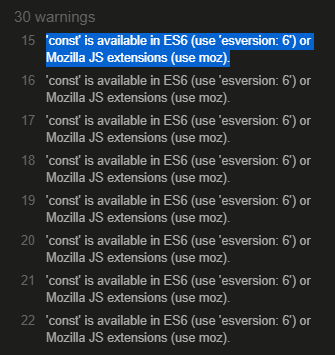 30 warnings
15 'const' is available in ES6 (use 'esversion: 6') or
Mozilla JS extensions (use moz).
16 'const' is available in ES6 (use 'esversion: 6') or
Mozilla JS extensions (use moz).
17 'const' is available in ES6 (use 'esversion: 6') or
Mozilla JS extensions (use moz).
18 'const' is available in ES6 (use 'esversion: 6') or
Mozilla JS extensions (use moz).
19 'const' is available in ES6 (use 'esversion: 6') or
Mozilla JS extensions (use moz).
20 'const' is available in ES6 (use 'esversion: 6') or
Mozilla JS extensions (use moz).
21 'const' is available in ES6 (use 'esversion: 6') or
Mozilla JS extensions (use moz).
22 'const' is available in ES6 (use 'esversion: 6') or
Mozilla JS extensions (use moz).